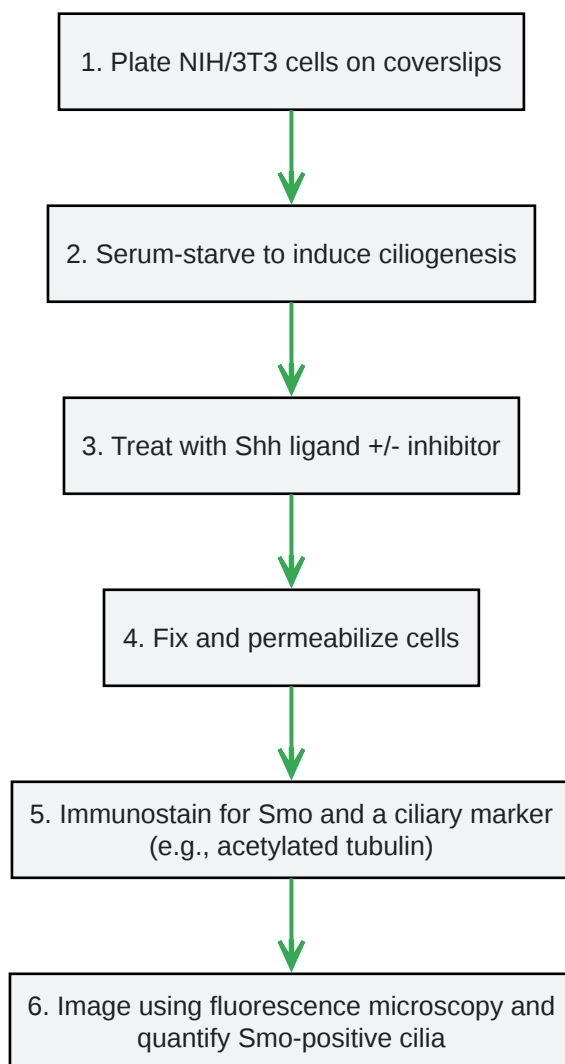 1. Plate NIH/3T3 cells on coverslips
2. Serum-starve to induce ciliogenesis
3. Treat with Shh ligand +/- inhibitor
4. Fix and permeabilize cells
5. Immunostain for Smo and a ciliary marker
(e.g., acetylated tubulin)
6. Image using fluorescence microscopy and
quantify Smo-positive cilia